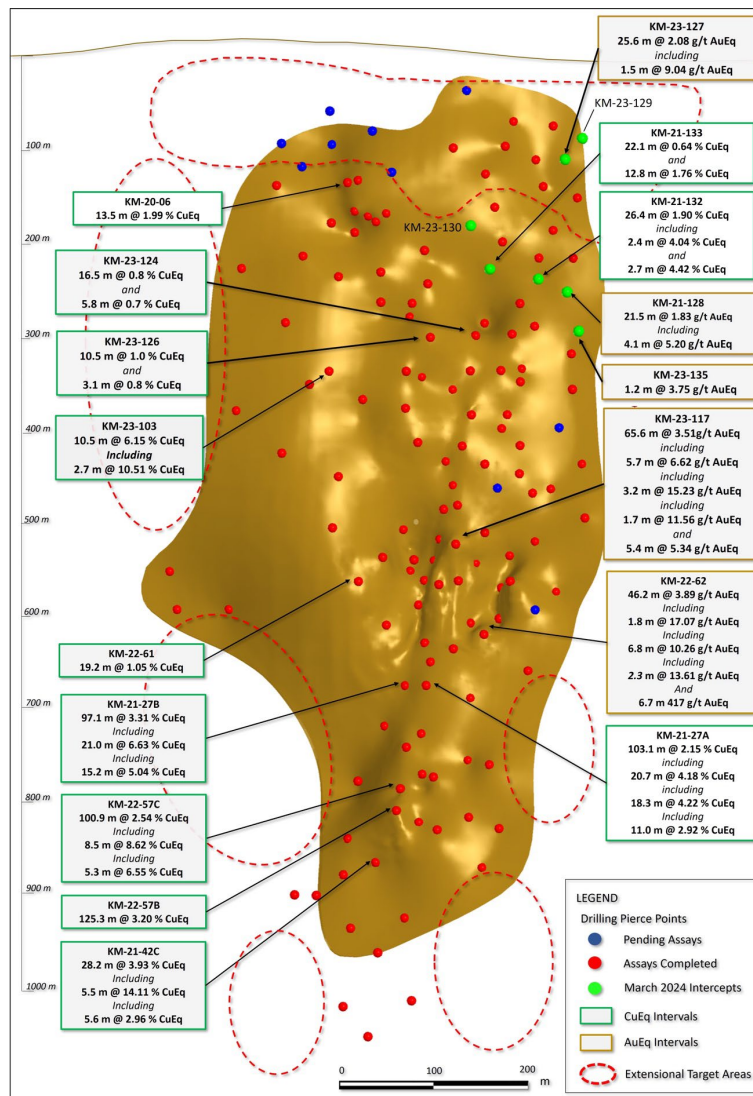 KM-23-127
25.6 m @ 2.08 g/t AuEq
including
1.5 m @ 9.04 g/t AuEq
KM-23-129
KM-21-133
22.1 m @ 0.64 % CuEq
and
12.8 m @ 1.76 % CuEq
KM-21-132
26.4 m @ 1.90 % CuEq
including
2.4 m @ 4.04 % CuEq
and
2.7 m @ 4.42 % CuEq
KM-21-128
21.5 m @ 1.83 g/t AuEq
Including
4.1 m @ 5.20 g/t AuEq
KM-23-135
1.2 m @ 3.75 g/t AuEq
KM-23-117
65.6 m @ 3.51g/t AuEq
including
5.7 m @ 6.62 g/t AuEq
including
3.2 m @ 15.23 g/t AuEq
including
1.7 m @ 11.56 g/t AuEq
and
5.4 m @ 5.34 g/t AuEq
KM-22-62
46.2 m @ 3.89 g/t AuEq
Including
1.8 m @ 17.07 g/t AuEq
Including
6.8 m @ 10.26 g/t AuEq
Including
2.3 m @ 13.61 g/t AuEq
And
6.7 m 417 g/t AuEq
KM-21-27A
103.1 m @ 2.15 % CuEq
including
20.7 m @ 4.18 % CuEq
including
18.3 m @ 4.22 % CuEq
Including
11.0 m @ 2.92 % CuEq
KM-23-130
KM-20-06
13.5 m @ 1.99 % CuEq
KM-23-124
16.5 m @ 0.8 % CuEq
and
5.8 m @ 0.7 % CuEq
KM-23-126
10.5 m @ 1.0 % CuEq
and
3.1 m @ 0.8 % CuEq
KM-23-103
10.5 m @ 6.15 % CuEq
Including
2.7 m @ 10.51 % CuEq
KM-22-61
19.2 m @ 1.05 % CuEq
KM-21-27B
97.1 m @ 3.31 % CuEq
Including
21.0 m @ 6.63 % CuEq
Including
15.2 m @ 5.04 % CuEq
KM-22-57C
100.9 m @ 2.54 % CuEq
Including
8.5 m @ 8.62 % CuEq
Including
5.3 m @ 6.55 % CuEq
KM-22-57B
125.3 m @ 3.20 % CuEq
KM-21-42C
28.2 m @ 3.93 % CuEq
Including
5.5 m @ 14.11 % CuEq
Including
5.6 m @ 2.96 % CuEq
100 m
200 m
300 m
400 m
500 m
600 m
700 m
800 m
900 m
1000 m
LEGEND
Drilling Pierce Points
Pending Assays
Assays Completed
March 2024 Intercepts
CuEq Intervals
AuEq Intervals
Extensional Target Areas
0
100
200
m